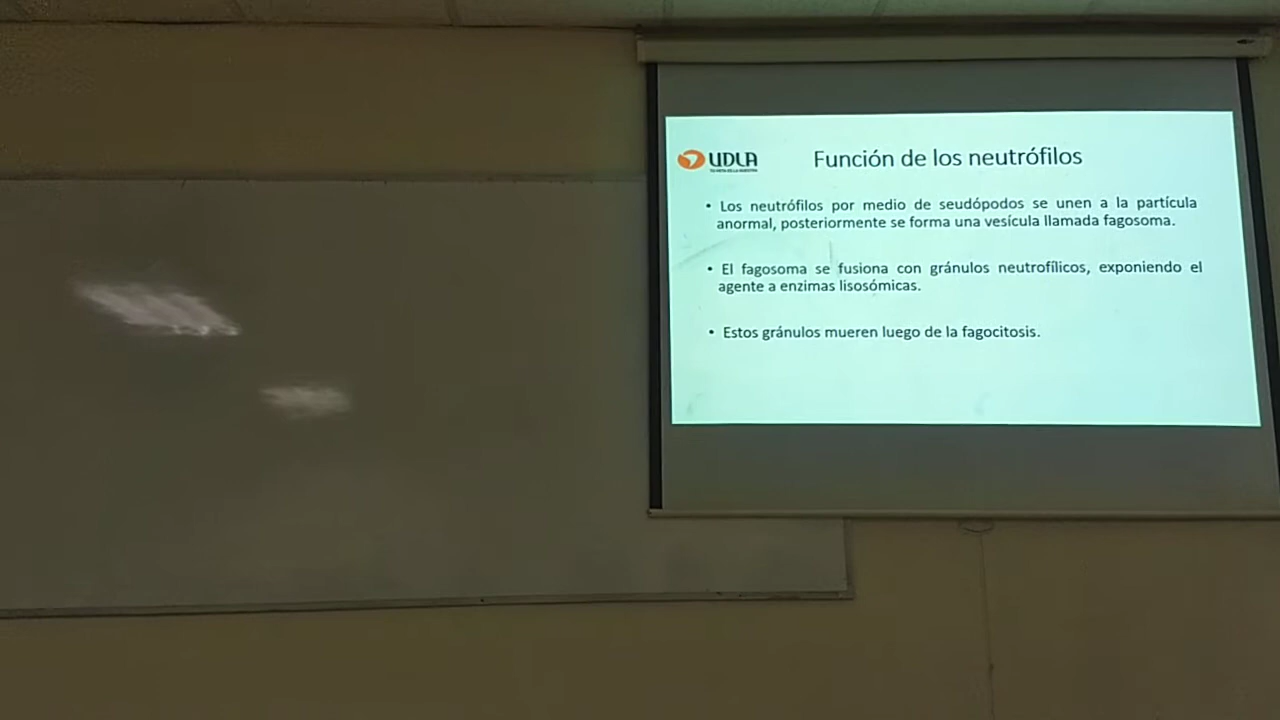 UDLA
Función de los neutrófilos
• Los neutrófilos por medio de seudópodos se unen a la partícula
anormal, posteriormente se forma una vesícula llamada fagosoma.
• El fagosoma se fusiona con gránulos neutrofílicos, exponiendo el
agente a enzimas lisosómicas.
• Estos gránulos mueren luego de la fagocitosis.